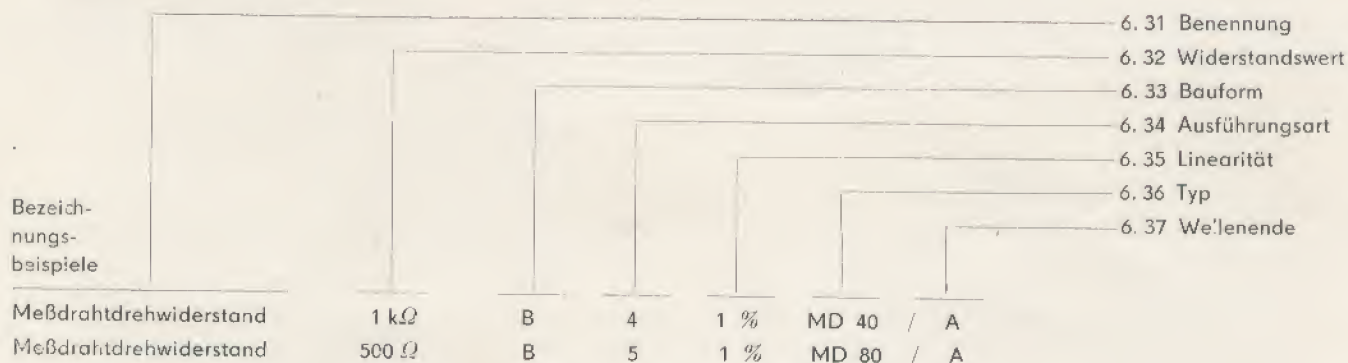 6. 31 Benennung
6. 32 Widerstandswert
6. 33 Bauform
6. 34 Ausführungsart
6. 35 Linearität
6. 36 Typ
6. 37 Wellenende
Bezeich-
nungs-
beispiele
Meßdrahtdrehwiderstand 1 kΩ B 4 1 % MD 40 / A
Meßdrahtdrehwiderstand 500 Ω B 5 1 % MD 80 / A